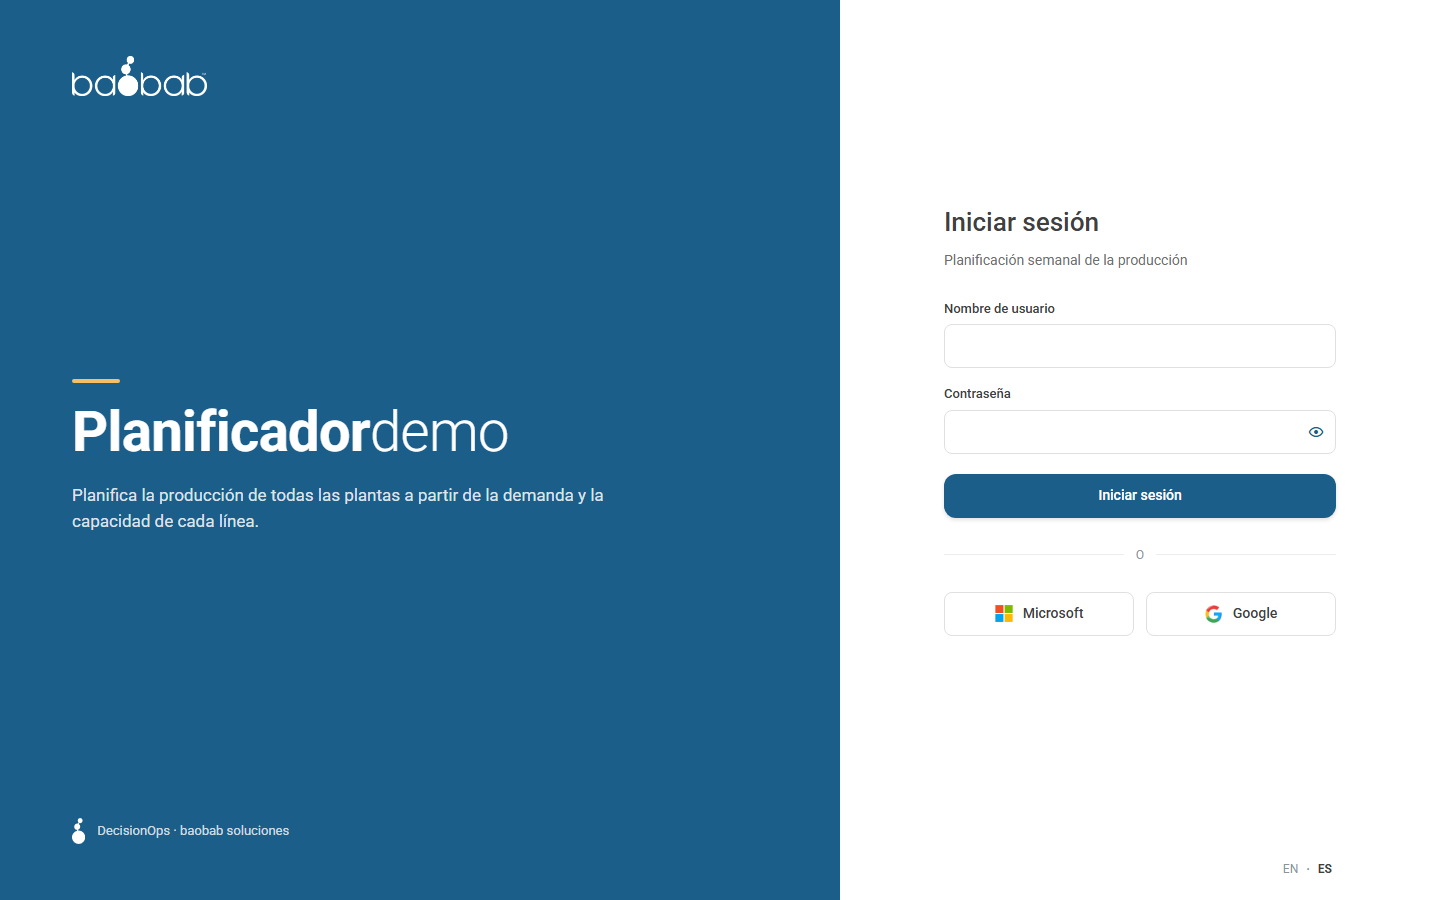 baobab
Planificadordemo
Planifica la producción de todas las plantas a partir de la demanda y la
capacidad de cada línea.
DecisionOps · baobab soluciones
Iniciar sesión
Planificación semanal de la producción
Nombre de usuario
Contraseña
Iniciar sesión
O
Microsoft
Google
EN · ES